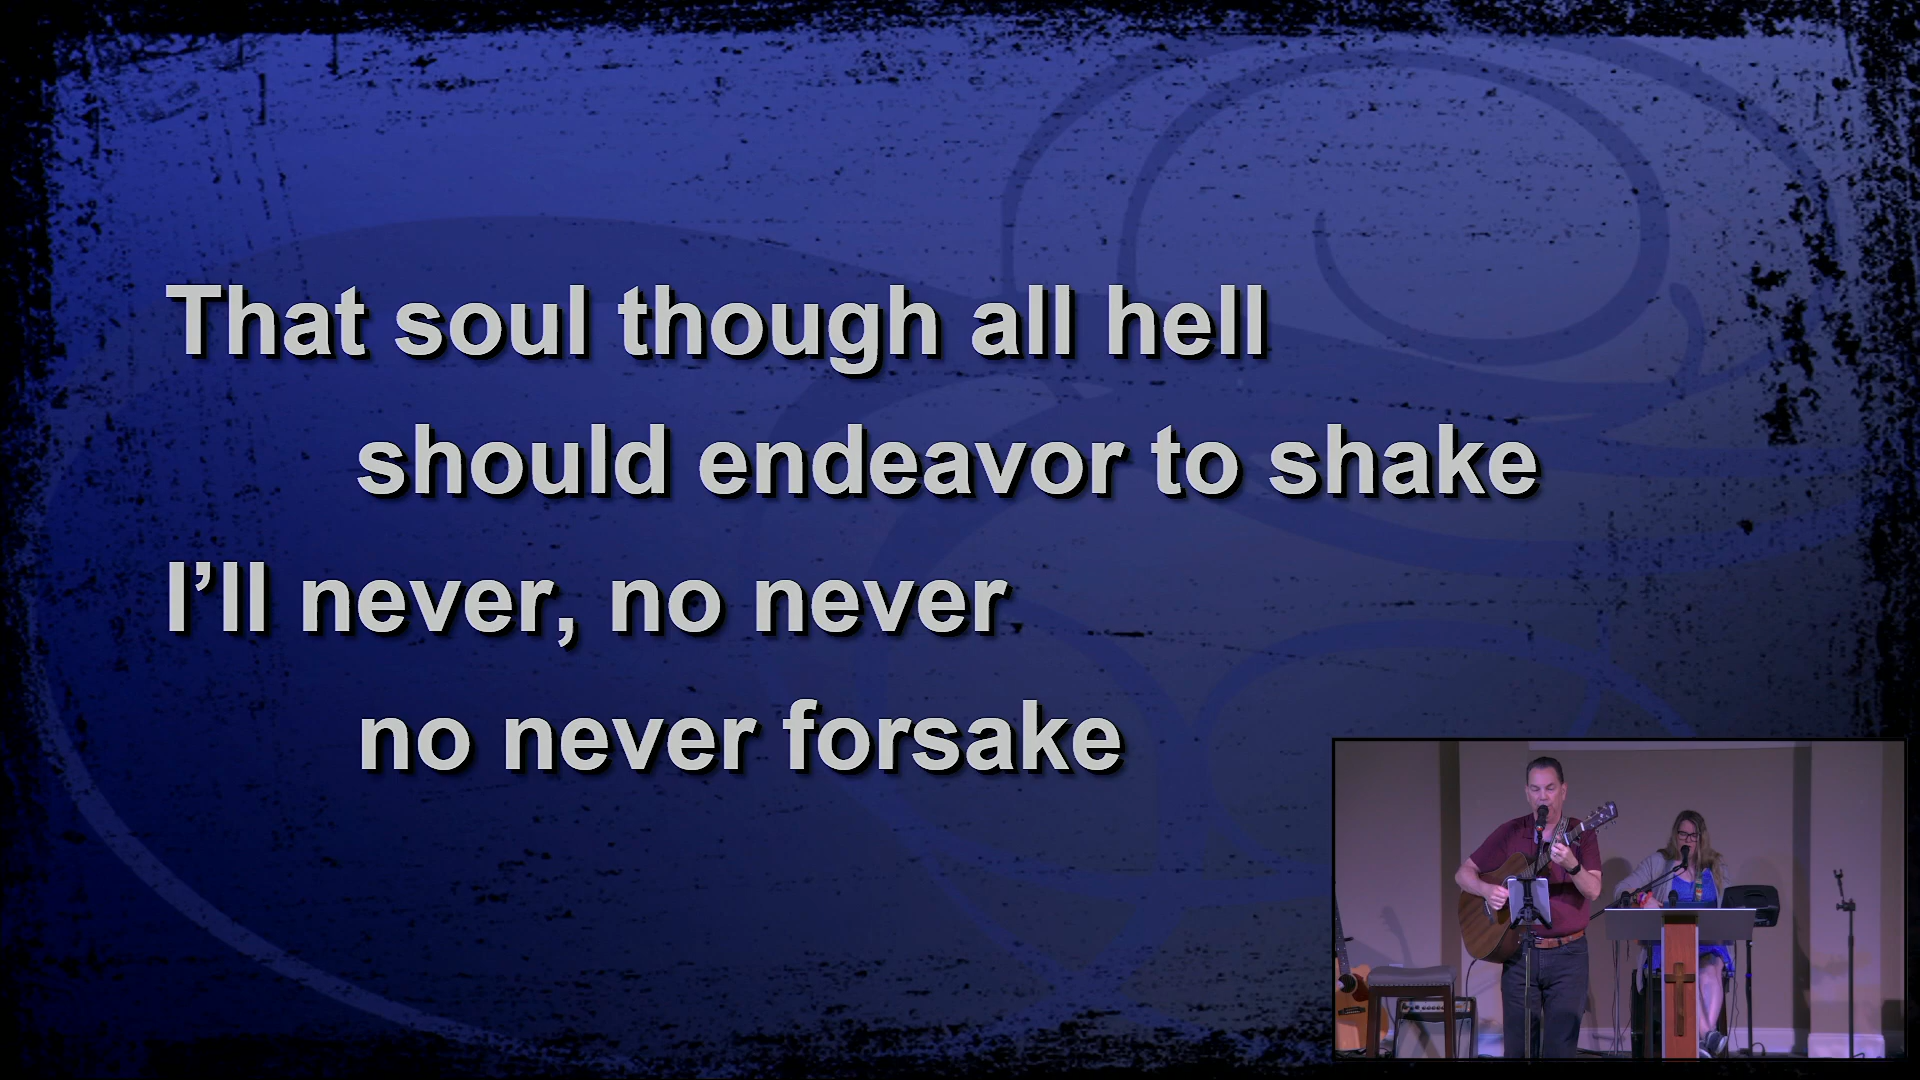 That soul though all hell
should endeavor to shake
I’ll never, no never
no never forsake